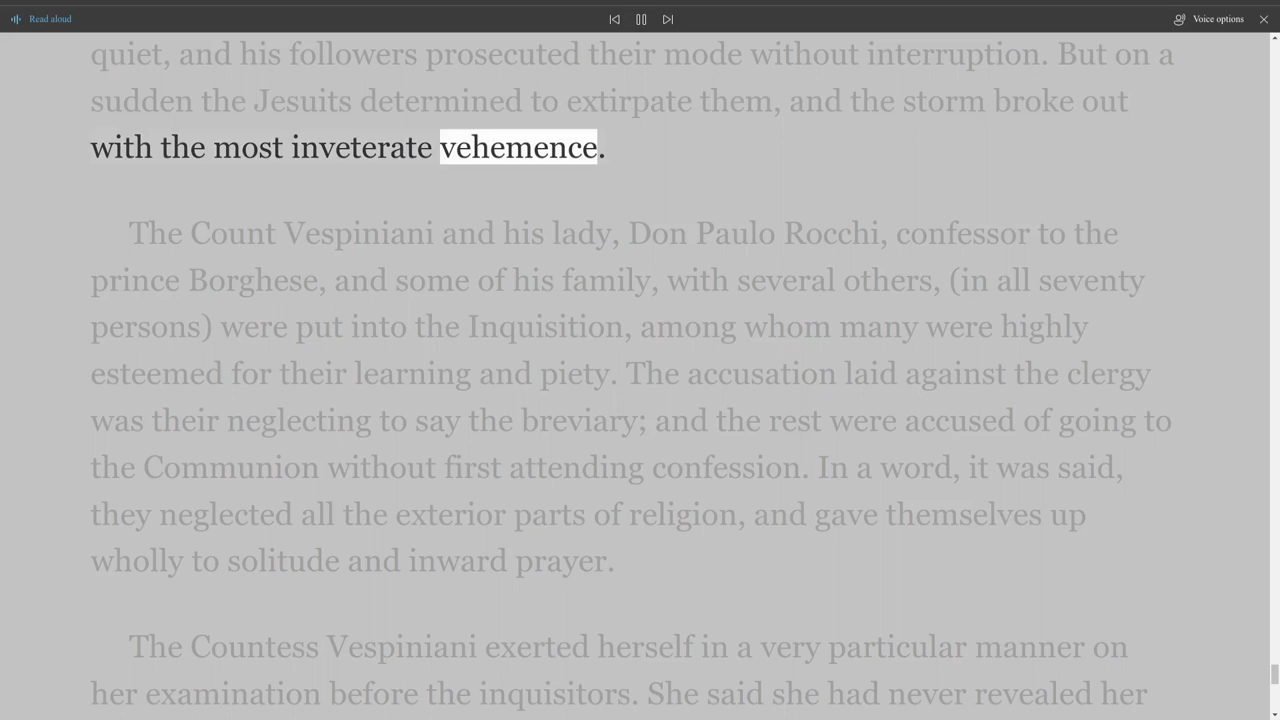 Read aloud
Voice options
quiet, and his followers prosecuted their mode without interruption. But on a
sudden the Jesuits determined to extirpate them, and the storm broke out
with the most inveterate vehemence.
The Count Vespiniani and his lady, Don Paulo Rocchi, confessor to the
prince Borghese, and some of his family, with several others, (in all seventy
persons) were put into the Inquisition, among whom many were highly
esteemed for their learning and piety. The accusation laid against the clergy
was their neglecting to say the breviary; and the rest were accused of going to
the Communion without first attending confession. In a word, it was said,
they neglected all the exterior parts of religion, and gave themselves up
wholly to solitude and inward prayer.
The Countess Vespiniani exerted herself in a very particular manner on
her examination before the inquisitors. She said she had never revealed her